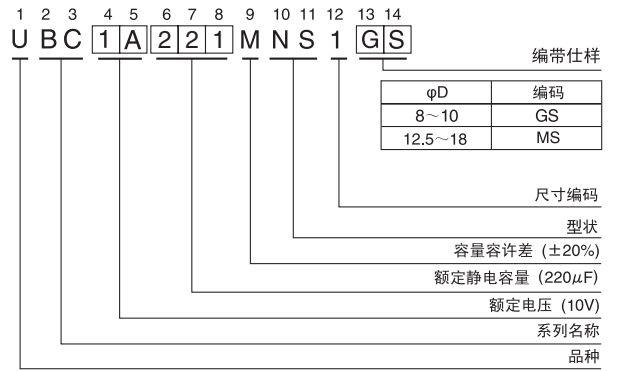 1 2 3 4 5 6 7 8 9 10 11 12 13 14
U B C 1 A 2 2 1 M N S 1 G S
编带仕样
φD 编码
8～10 GS
12.5～18 MS
尺寸编码
型状
容量容许差 (±20%)
额定静电容量 (220μF)
额定电压 (10V)
系列名称
品种